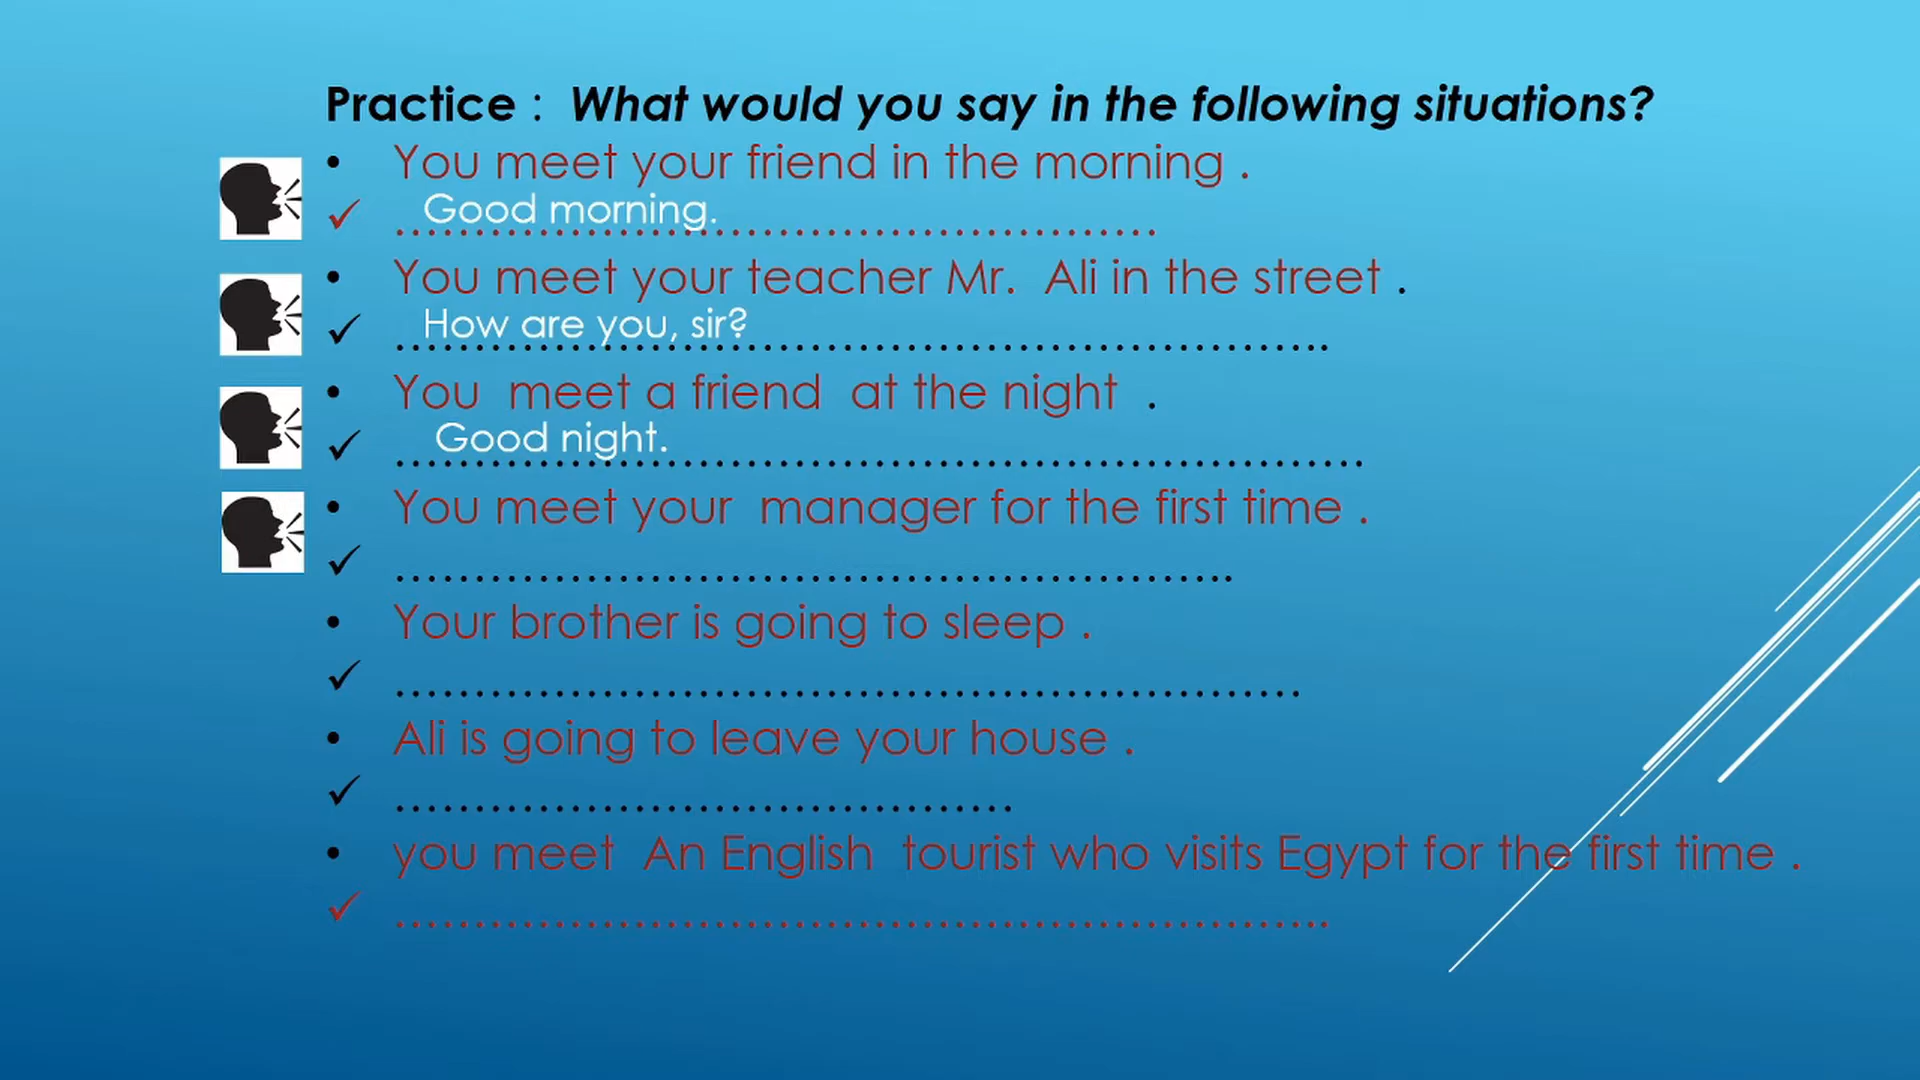 Practice : What would you say in the following situations?
• You meet your friend in the morning .
✓ Good morning. ................................................
• You meet your teacher Mr. Ali in the street .
✓ How are you, sir? ..........................................................
• You meet a friend at the night .
✓ Good night. .............................................................
• You meet your manager for the first time .
✓ .....................................................
• Your brother is going to sleep .
✓ .........................................................
• Ali is going to leave your house .
✓ .......................................
• you meet An English tourist who visits Egypt for the first time .
✓ ...........................................................